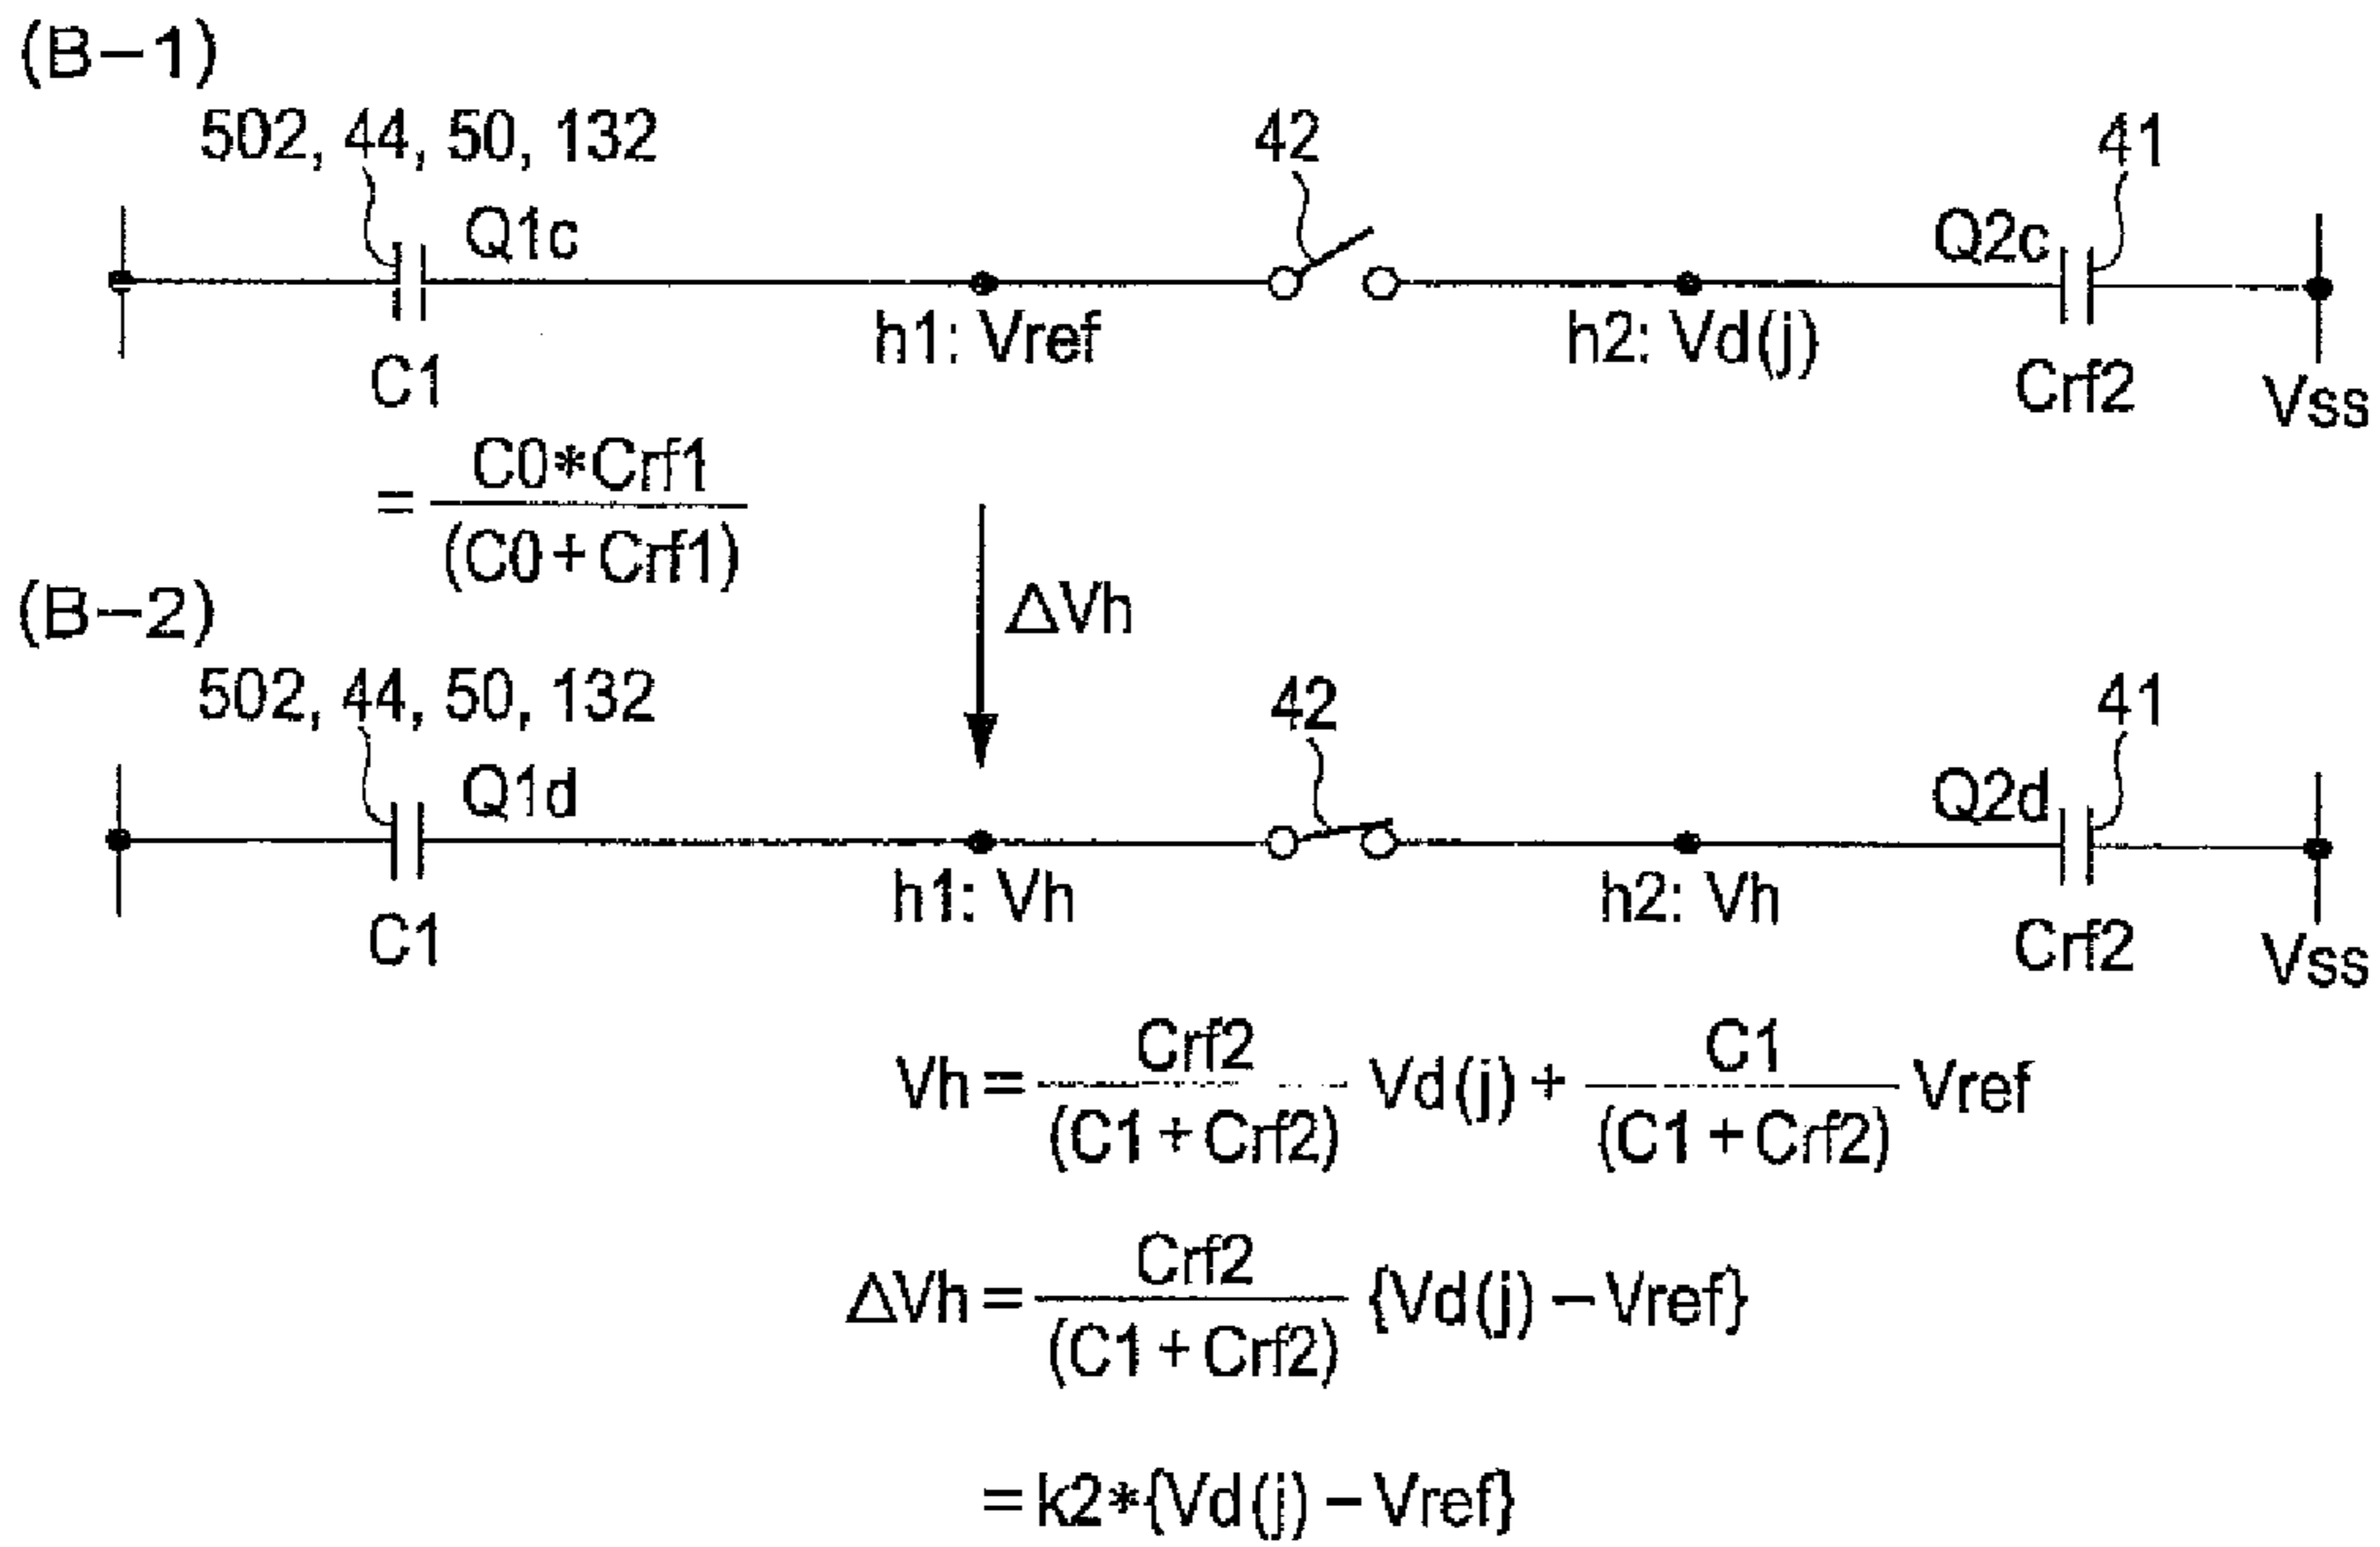 (B−1)
502, 44, 50, 132
42
41
Q1c
Q2c
h1: Vref
h2: Vd(j)
C1
Crf2
Vss
= C0*Crf1
(C0+Crf1)
ΔVh
(B−2)
502, 44, 50, 132
42
41
Q1d
Q2d
h1: Vh
h2: Vh
C1
Crf2
Vss
Vh = Crf2/(C1+Crf2) Vd(j) + C1/(C1+Crf2) Vref
ΔVh = Crf2/(C1+Crf2) {Vd(j) − Vref}
= k2*{Vd(j) − Vref}